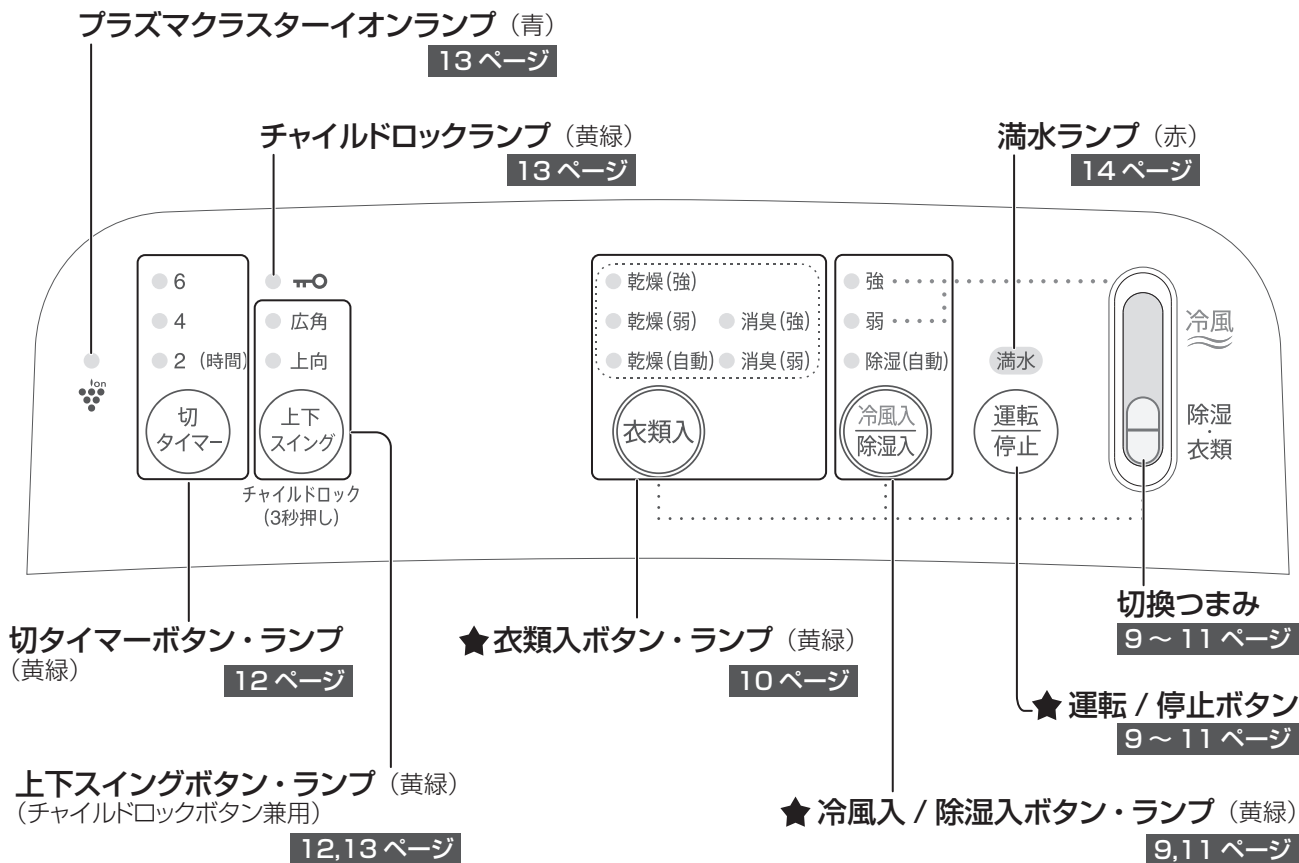 プラズマクラスターイオンランプ（青）
13 ページ
チャイルドロックランプ（黄緑）
13 ページ
満水ランプ（赤）
14 ページ
6
4
2 (時間)
切
タイマー
広角
上向
上下
スイング
チャイルドロック
(3秒押し)
ion
乾燥(強)
乾燥(弱) 消臭(強)
乾燥(自動) 消臭(弱)
衣類入
強
弱
除湿(自動)
冷風入
除湿入
満水
運転
停止
冷風
除湿
・
衣類
切タイマーボタン・ランプ
（黄緑）
12 ページ
★衣類入ボタン・ランプ（黄緑）
10 ページ
切換つまみ
9～11 ページ
★運転 / 停止ボタン
9～11 ページ
上下スイングボタン・ランプ（黄緑）
（チャイルドロックボタン兼用）
12,13 ページ
★冷風入 / 除湿入ボタン・ランプ（黄緑）
9,11 ページ